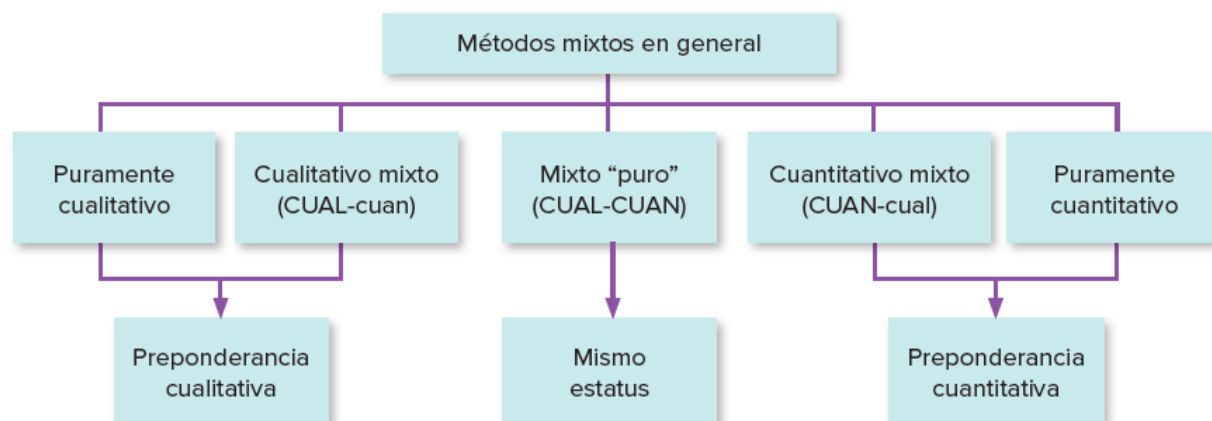 Métodos mixtos en general
Puramente
cualitativo
Cualitativo mixto
(CUAL-cuan)
Mixto “puro”
(CUAL-CUAN)
Cuantitativo mixto
(CUAN-cual)
Puramente
cuantitativo
Preponderancia
cualitativa
Mismo
estatus
Preponderancia
cuantitativa